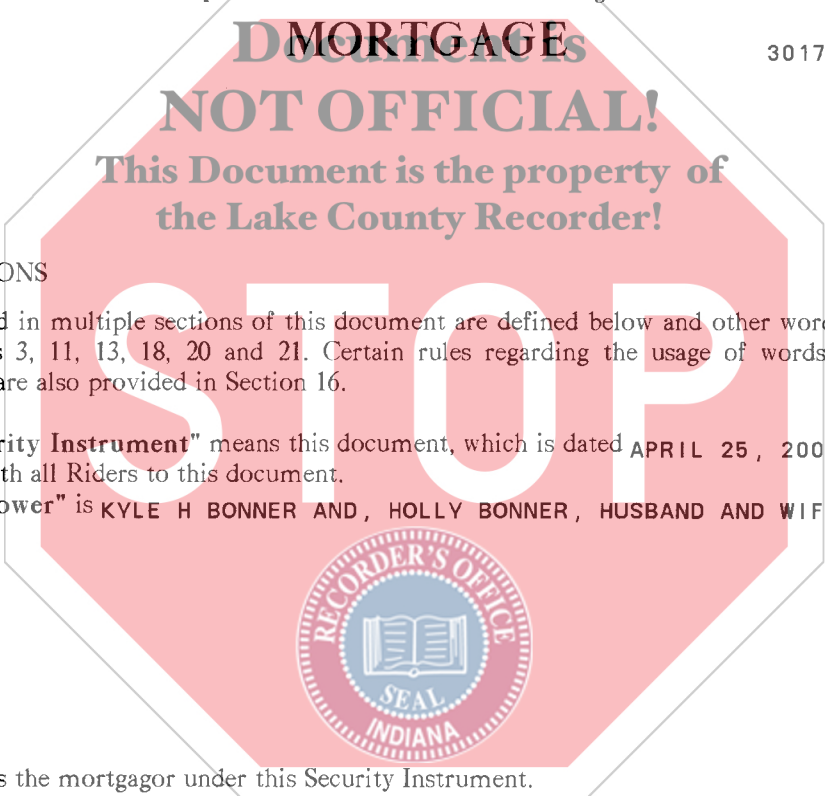 MORTGAGE
3017
Document is
NOT OFFICIAL!
This Document is the property of
the Lake County Recorder!
ONS
d in multiple sections of this document are defined below and other wor
s 3, 11, 13, 18, 20 and 21. Certain rules regarding the usage of words
are also provided in Section 16.
STOP
rity Instrument" means this document, which is dated APRIL 25, 200
th all Riders to this document.
ower" is KYLE H BONNER AND, HOLLY BONNER, HUSBAND AND WIF
RECORDER'S OFFICE
SEAL
INDIANA
s the mortgagor under this Security Instrument.